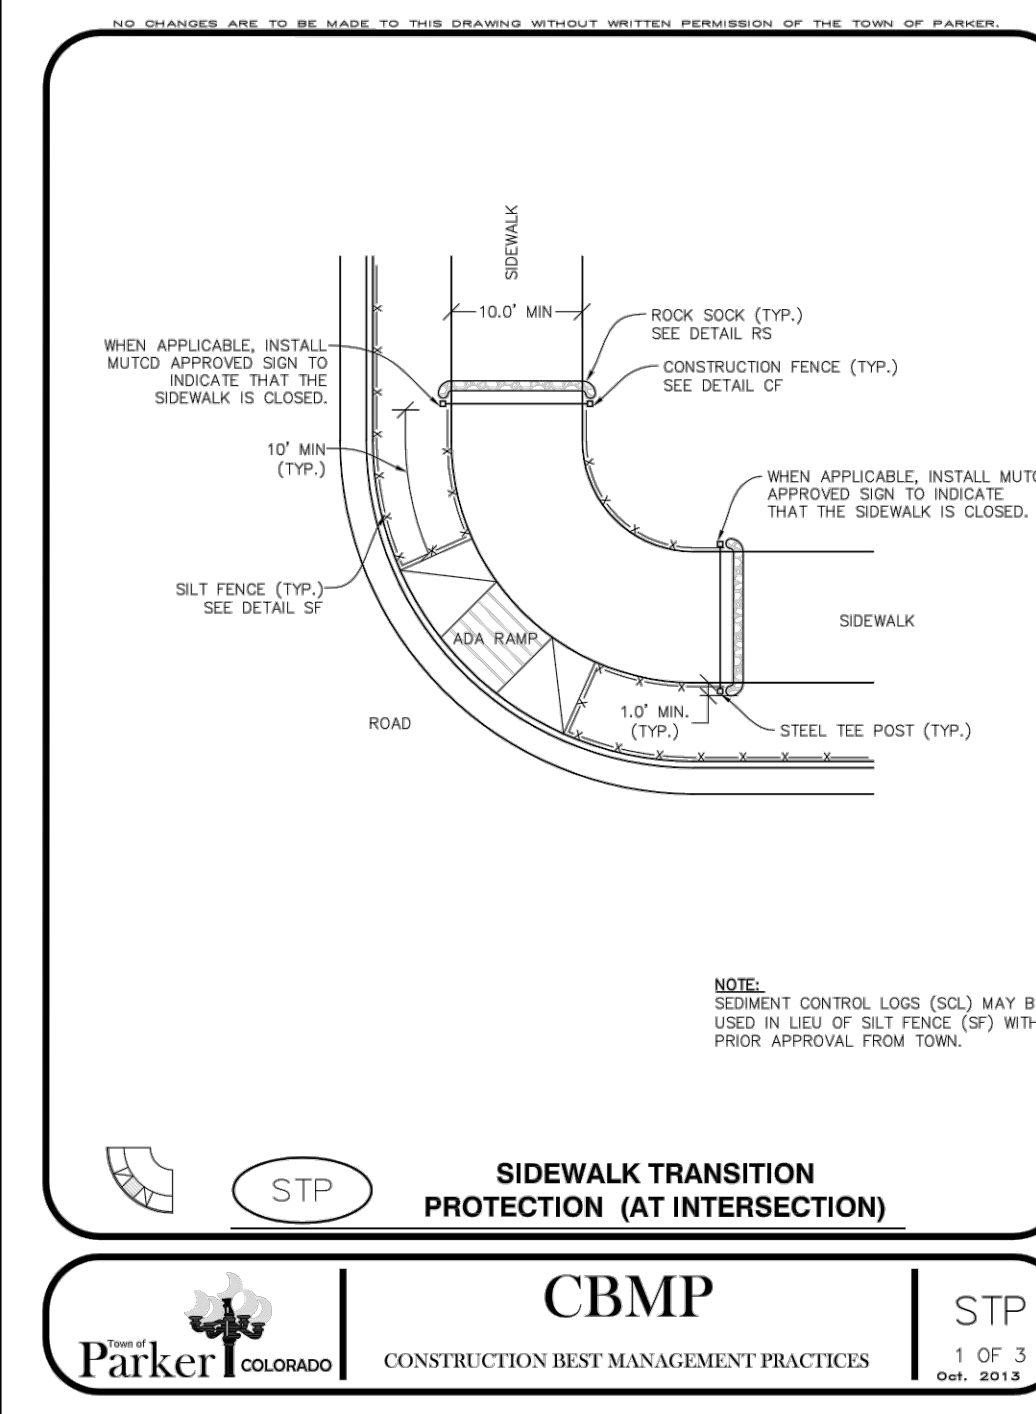 NO CHANGES ARE TO BE MADE TO THIS DRAWING WITHOUT WRITTEN PERMISSION OF THE TOWN OF PARKER.
SIDEWALK
10.0' MIN
ROCK SOCK (TYP.)
SEE DETAIL RS
WHEN APPLICABLE, INSTALL
MUTCD APPROVED SIGN TO
INDICATE THAT THE
SIDEWALK IS CLOSED.
CONSTRUCTION FENCE (TYP.)
SEE DETAIL CF
10' MIN
(TYP.)
WHEN APPLICABLE, INSTALL MUTC
APPROVED SIGN TO INDICATE
THAT THE SIDEWALK IS CLOSED.
SILT FENCE (TYP.)
SEE DETAIL SF
SIDEWALK
ADA RAMP
ROAD
1.0' MIN.
(TYP.)
STEEL TEE POST (TYP.)
NOTE:
SEDIMENT CONTROL LOGS (SCL) MAY B
USED IN LIEU OF SILT FENCE (SF) WITH
PRIOR APPROVAL FROM TOWN.
STP
SIDEWALK TRANSITION
PROTECTION (AT INTERSECTION)
Town of
Parker
COLORADO
CBMP
CONSTRUCTION BEST MANAGEMENT PRACTICES
STP
1 OF 3
Oct. 2013